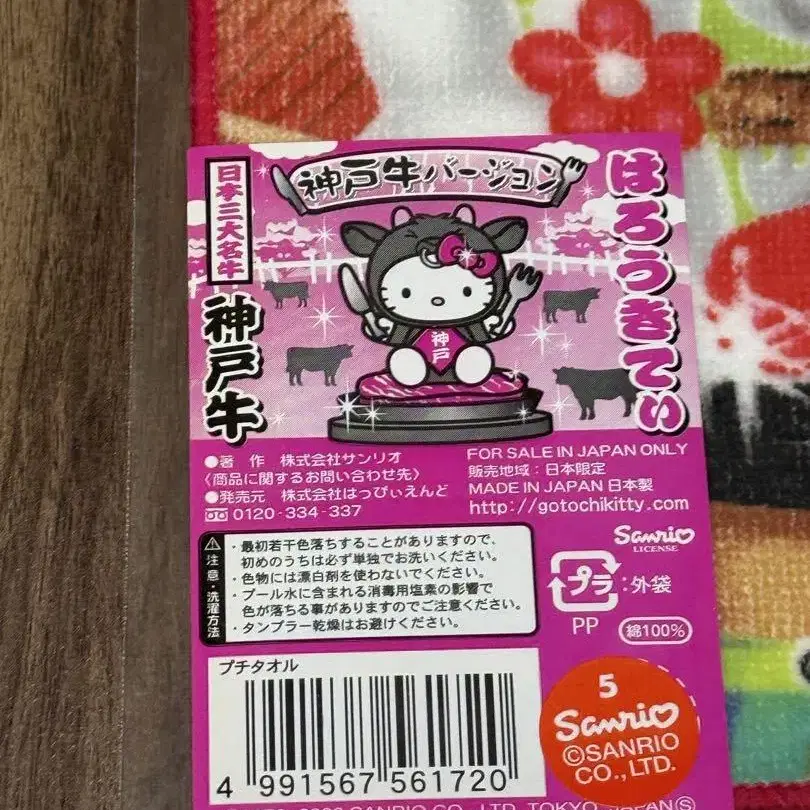 神戸牛バージョン
はろうきてぃ
日本三大名牛
神戸牛
神戸
●著 作 株式会社サンリオ
〈商品に関するお問い合わせ先〉
●発売元 株式会社はっぴぃえんど
0120-334-337
FOR SALE IN JAPAN ONLY
販売地域：日本限定
MADE IN JAPAN 日本製
http://gotochikitty.com
Sanrio
LICENSE
注意・洗濯方法
・最初若干色落ちすることがありますので、
初めのうちは必ず単独でお洗いください。
・色物には漂白剤を使わないでください。
・プール水に含まれる消毒用塩素の影響で
色が落ちる事がありますのでご注意ください。
・タンブラー乾燥はお避けください。
プラ：外袋
PP
綿100%
プチタオル
4 991567 561720
5
Sanrio
©SANRIO
CO., LTD.
SANRIO CO., LTD. TOKYO, JAPAN